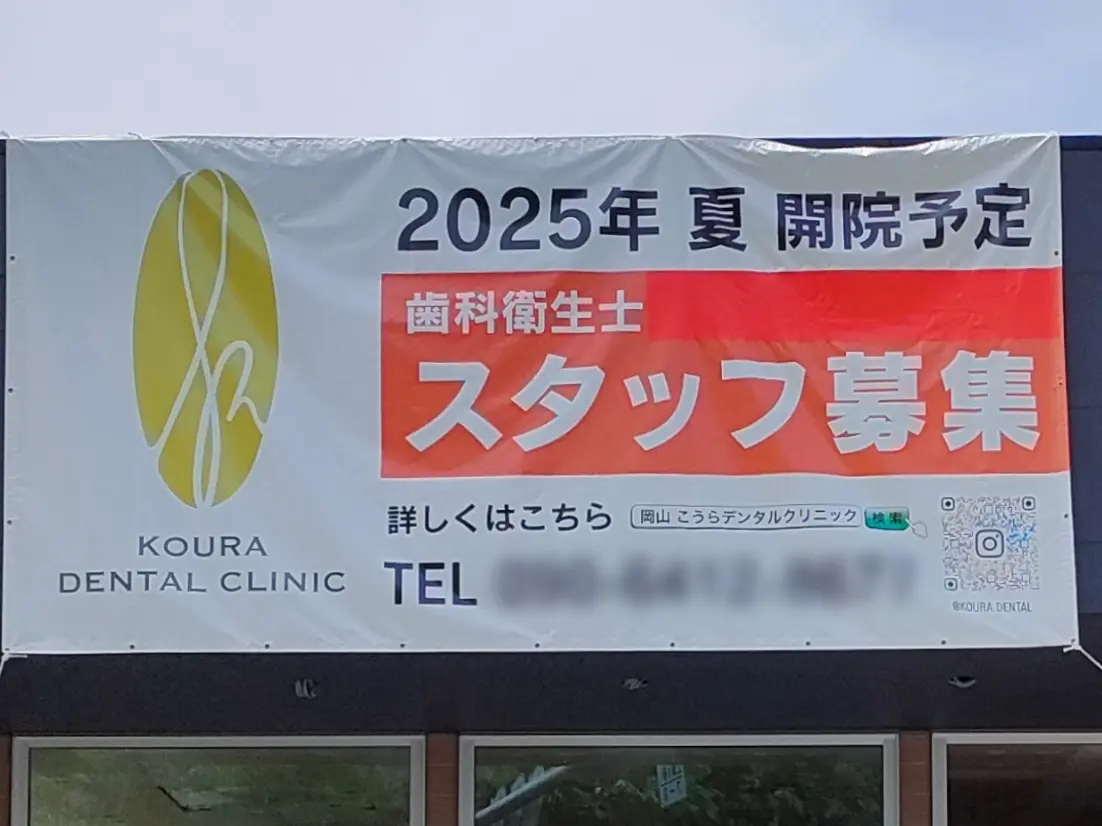 2025年 夏 開院予定
歯科衛生士
スタッフ募集
詳しくはこちら 岡山 こうらデンタルクリニック 検索
TEL
@KOURA.DENTAL
KOURA
DENTAL CLINIC